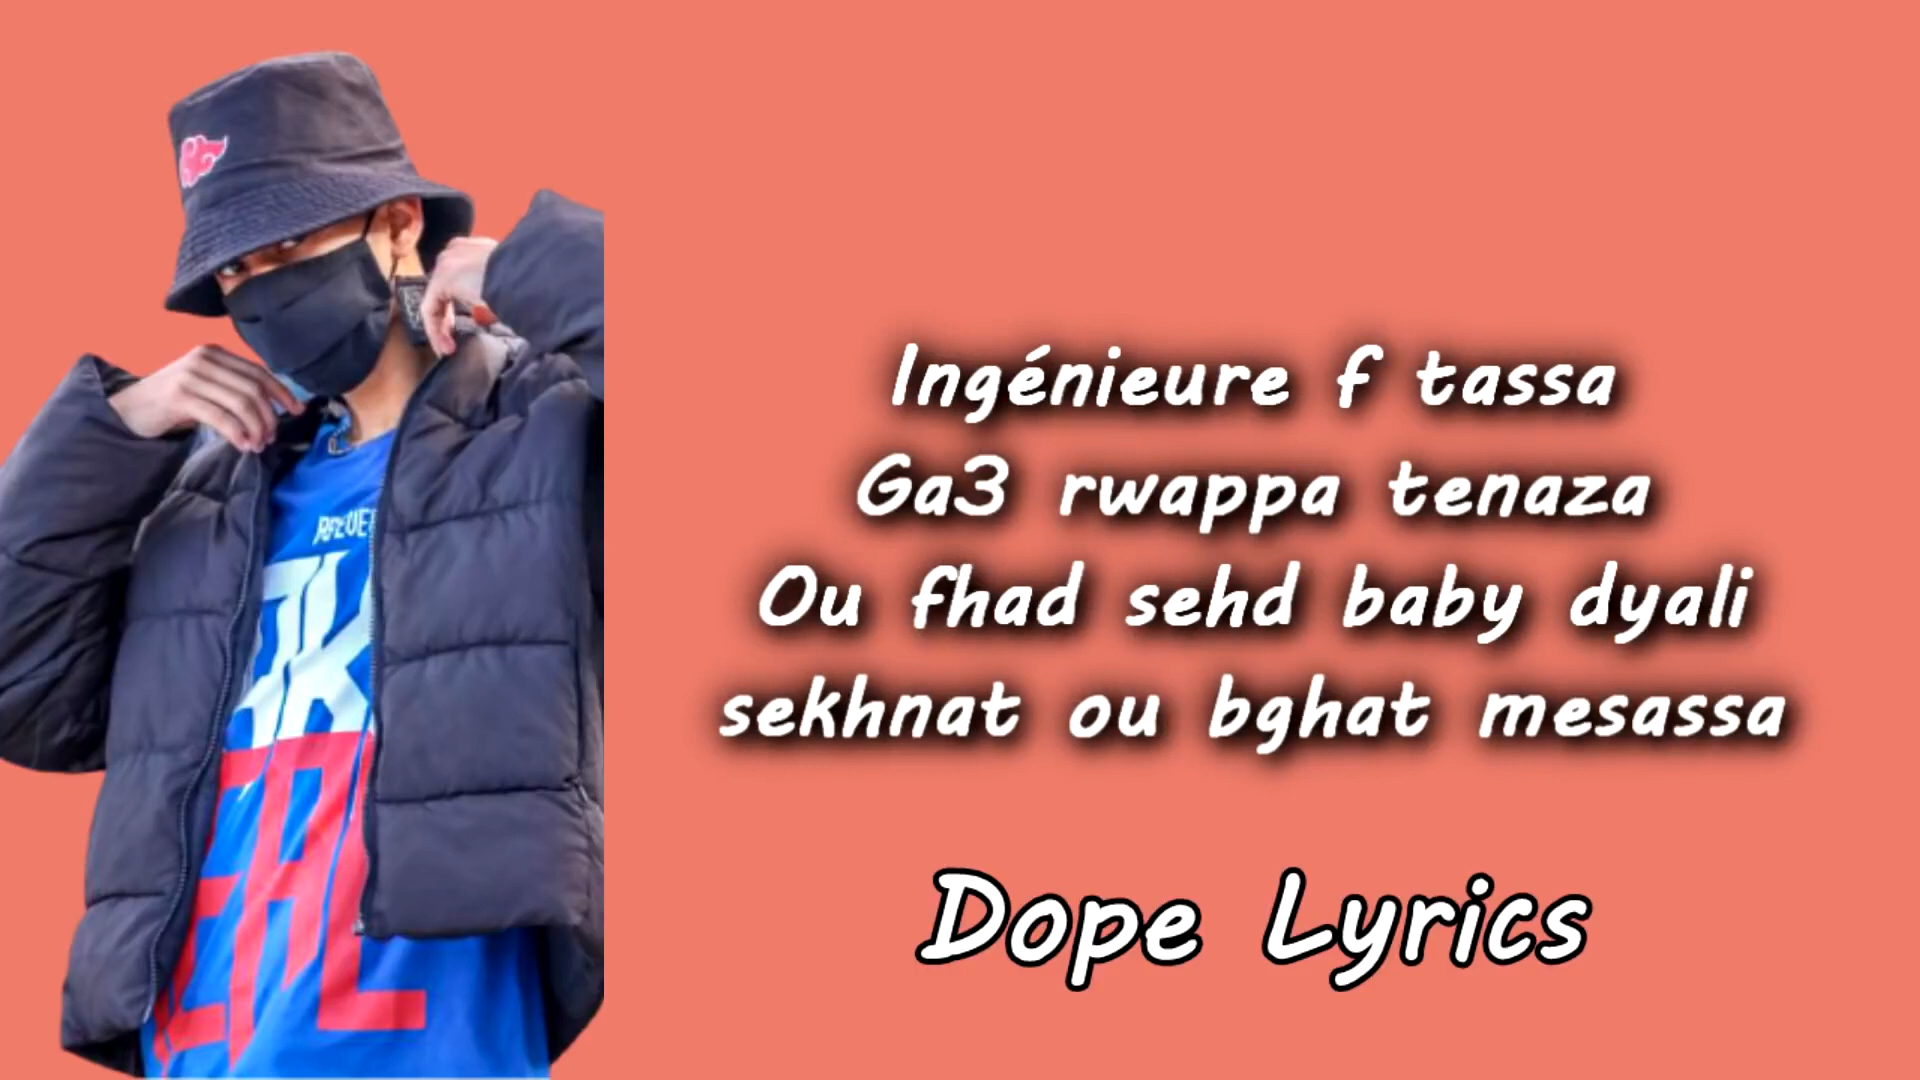 Ingénieure f tassa
Ga3 rwappa tenaza
Ou fhad sehd baby dyali
sekhnat ou bghat mesassa
Dope Lyrics